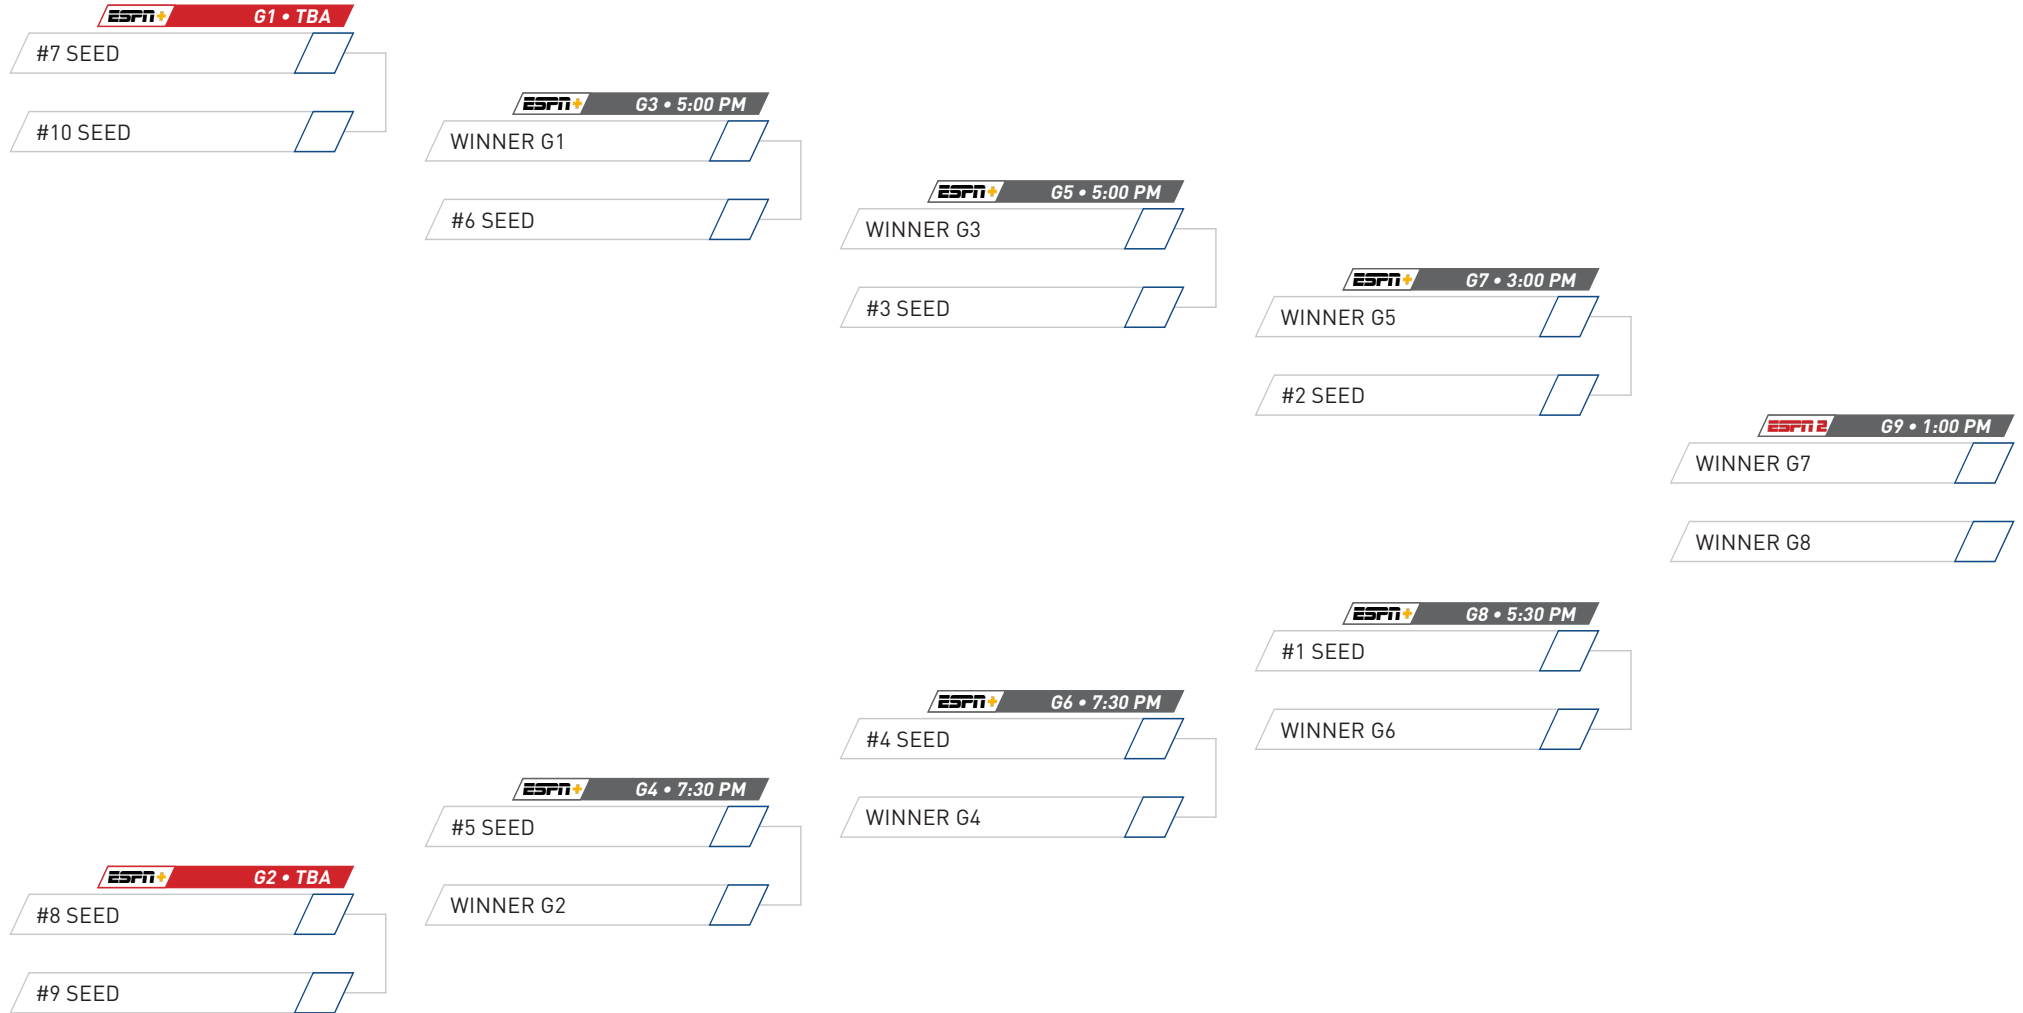 ESPN+ G1 • TBA
#7 SEED
#10 SEED
ESPN+ G3 • 5:00 PM
WINNER G1
#6 SEED
ESPN+ G5 • 5:00 PM
WINNER G3
#3 SEED
ESPN+ G7 • 3:00 PM
WINNER G5
#2 SEED
ESPN2 G9 • 1:00 PM
WINNER G7
WINNER G8
ESPN+ G8 • 5:30 PM
#1 SEED
WINNER G6
ESPN+ G6 • 7:30 PM
#4 SEED
WINNER G4
ESPN+ G4 • 7:30 PM
#5 SEED
WINNER G2
ESPN+ G2 • TBA
#8 SEED
#9 SEED